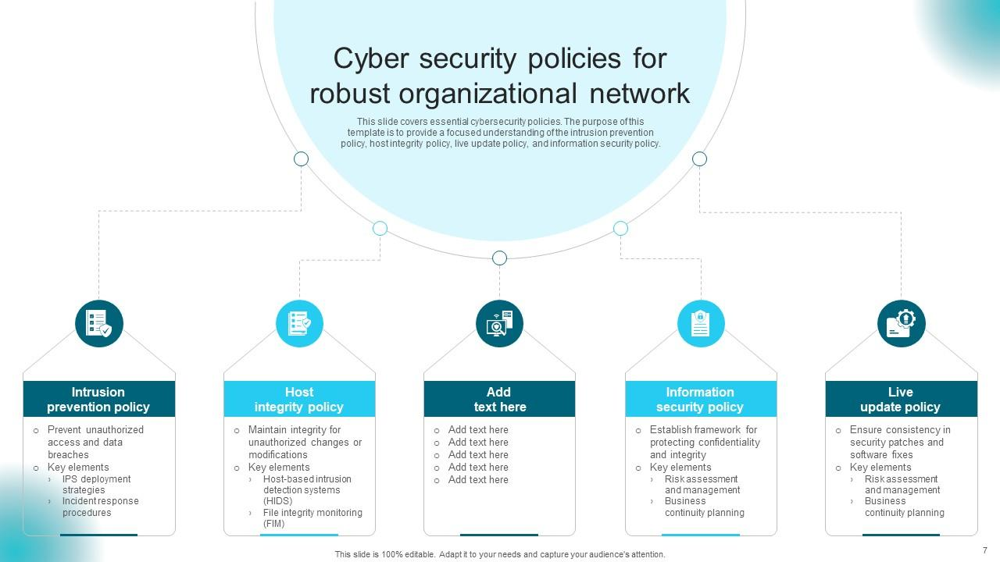 Cyber security policies for
robust organizational network
This slide covers essential cybersecurity policies. The purpose of this
template is to provide a focused understanding of the intrusion prevention
policy, host integrity policy, live update policy, and information security policy.
Intrusion
prevention policy
o Prevent unauthorized
access and data
breaches
o Key elements
› IPS deployment
strategies
› Incident response
procedures
Host
integrity policy
o Maintain integrity for
unauthorized changes or
modifications
o Key elements
› Host-based intrusion
detection systems
(HIDS)
› File integrity monitoring
(FIM)
Add
text here
o Add text here
o Add text here
o Add text here
o Add text here
o Add text here
Information
security policy
o Establish framework for
protecting confidentiality
and integrity
o Key elements
› Risk assessment
and management
› Business
continuity planning
Live
update policy
o Ensure consistency in
security patches and
software fixes
o Key elements
› Risk assessment
and management
› Business
continuity planning
This slide is 100% editable. Adapt it to your needs and capture your audience's attention.
7